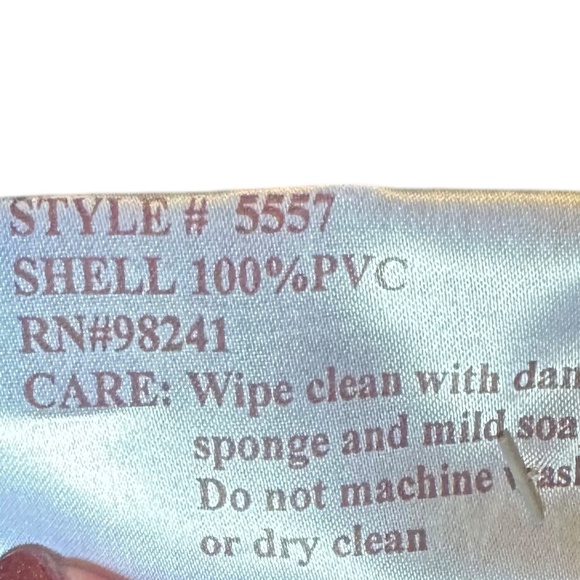 STYLE # 5557
SHELL 100%PVC
RN#98241
CARE: Wipe clean with dam
sponge and mild soa
Do not machine wash
or dry clean